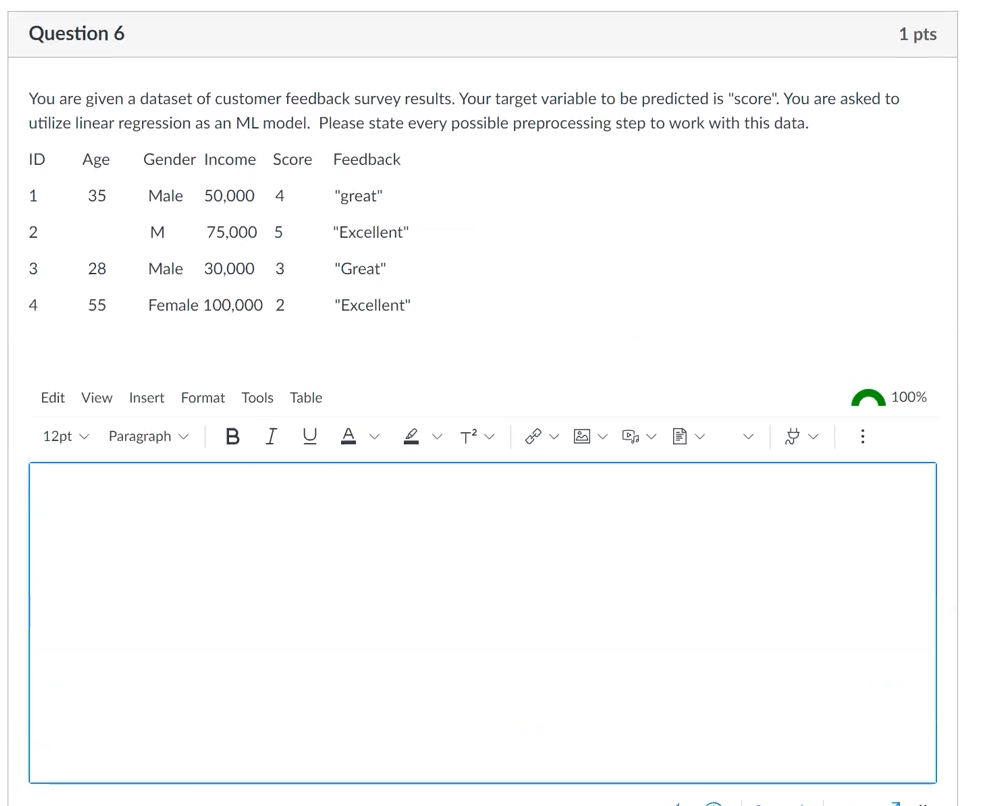 Question 6 1 pts
You are given a dataset of customer feedback survey results. Your target variable to be predicted is "score". You are asked to
utilize linear regression as an ML model. Please state every possible preprocessing step to work with this data.
ID Age Gender Income Score Feedback
1 35 Male 50,000 4 "great"
2 M 75,000 5 "Excellent"
3 28 Male 30,000 3 "Great"
4 55 Female 100,000 2 "Excellent"
Edit View Insert Format Tools Table 100%
12pt Paragraph B I U A T²